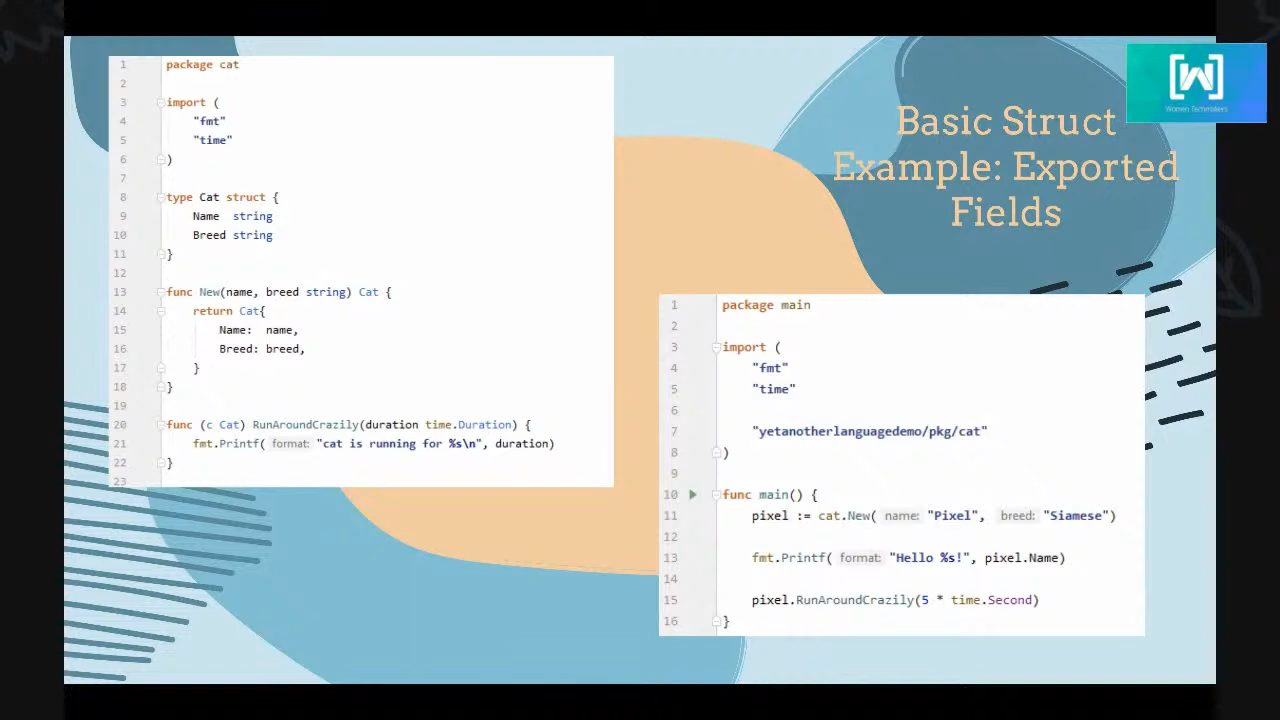 1 package cat
2
3 import (
4 "fmt"
5 "time"
6 )
7
8 type Cat struct {
9 Name string
10 Breed string
11 }
12
13 func New(name, breed string) Cat {
14 return Cat{
15 Name: name,
16 Breed: breed,
17 }
18 }
19
20 func (c Cat) RunAroundCrazily(duration time.Duration) {
21 fmt.Printf( format: "cat is running for %s\n", duration)
22 }
23
Basic Struct
Example: Exported
Fields
[W]
Women Techmakers
1 package main
2
3 import (
4 "fmt"
5 "time"
6
7 "yetanotherlanguagedemo/pkg/cat"
8 )
9
10 func main() {
11 pixel := cat.New( name: "Pixel", breed: "Siamese")
12
13 fmt.Printf( format: "Hello %s!", pixel.Name)
14
15 pixel.RunAroundCrazily(5 * time.Second)
16 }